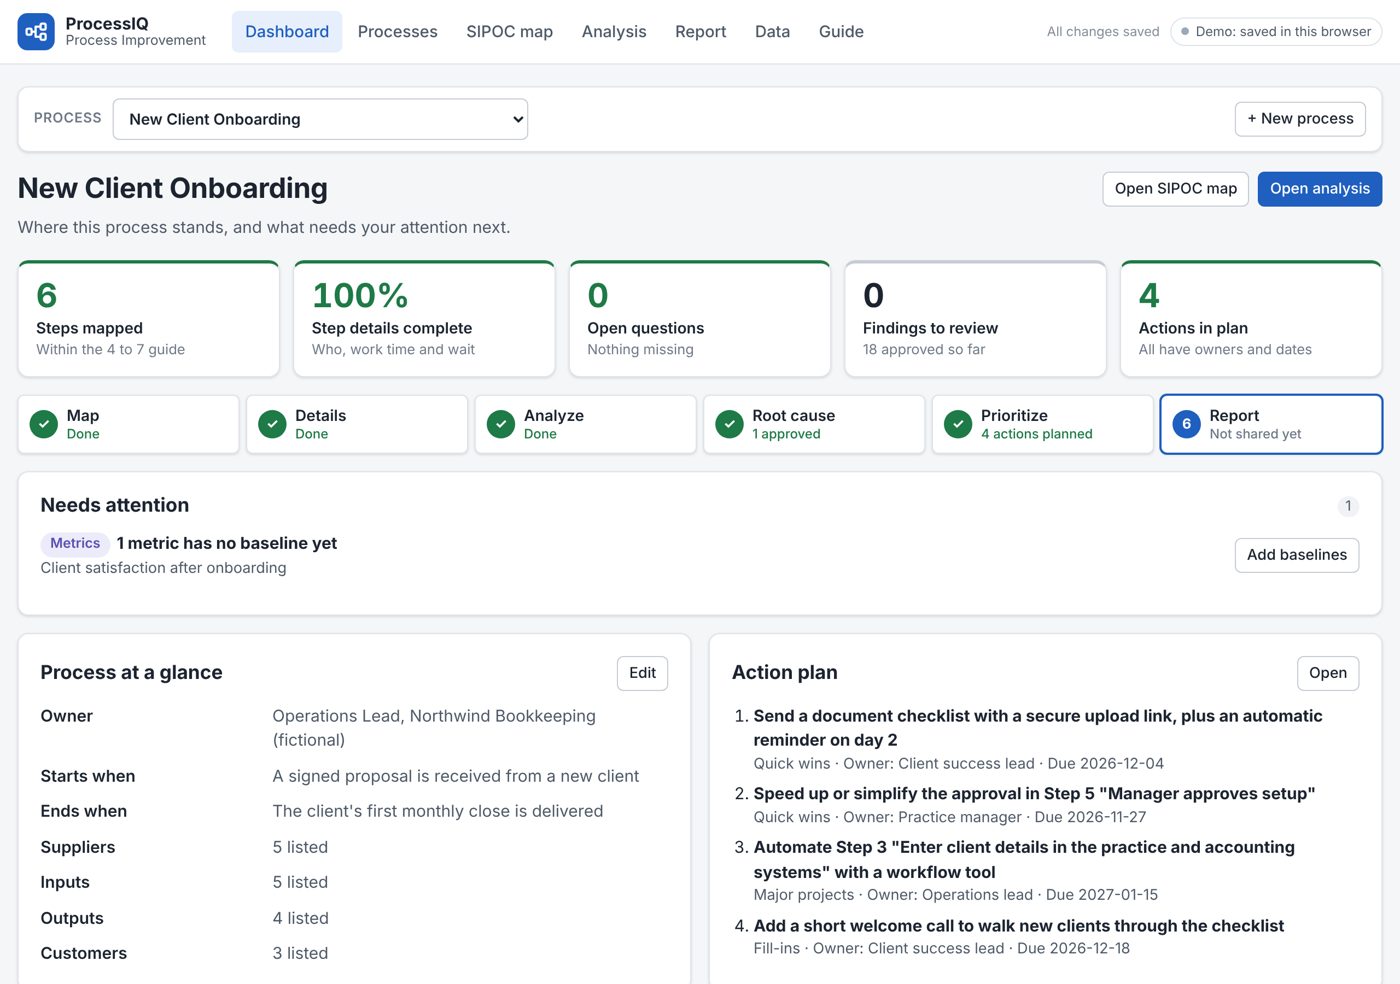 ProcessIQ
Process Improvement
Dashboard
Processes
SIPOC map
Analysis
Report
Data
Guide
All changes saved
Demo: saved in this browser
PROCESS
New Client Onboarding
+ New process
New Client Onboarding
Open SIPOC map
Open analysis
Where this process stands, and what needs your attention next.
6
Steps mapped
Within the 4 to 7 guide
100%
Step details complete
Who, work time and wait
0
Open questions
Nothing missing
0
Findings to review
18 approved so far
4
Actions in plan
All have owners and dates
Map
Done
Details
Done
Analyze
Done
Root cause
1 approved
Prioritize
4 actions planned
6
Report
Not shared yet
Needs attention
1
Metrics
1 metric has no baseline yet
Client satisfaction after onboarding
Add baselines
Process at a glance
Edit
Owner
Operations Lead, Northwind Bookkeeping
(fictional)
Starts when
A signed proposal is received from a new client
Ends when
The client's first monthly close is delivered
Suppliers
5 listed
Inputs
5 listed
Outputs
4 listed
Customers
3 listed
Action plan
Open
1. Send a document checklist with a secure upload link, plus an automatic
reminder on day 2
Quick wins · Owner: Client success lead · Due 2026-12-04
2. Speed up or simplify the approval in Step 5 "Manager approves setup"
Quick wins · Owner: Practice manager · Due 2026-11-27
3. Automate Step 3 "Enter client details in the practice and accounting
systems" with a workflow tool
Major projects · Owner: Operations lead · Due 2027-01-15
4. Add a short welcome call to walk new clients through the checklist
Fill-ins · Owner: Client success lead · Due 2026-12-18